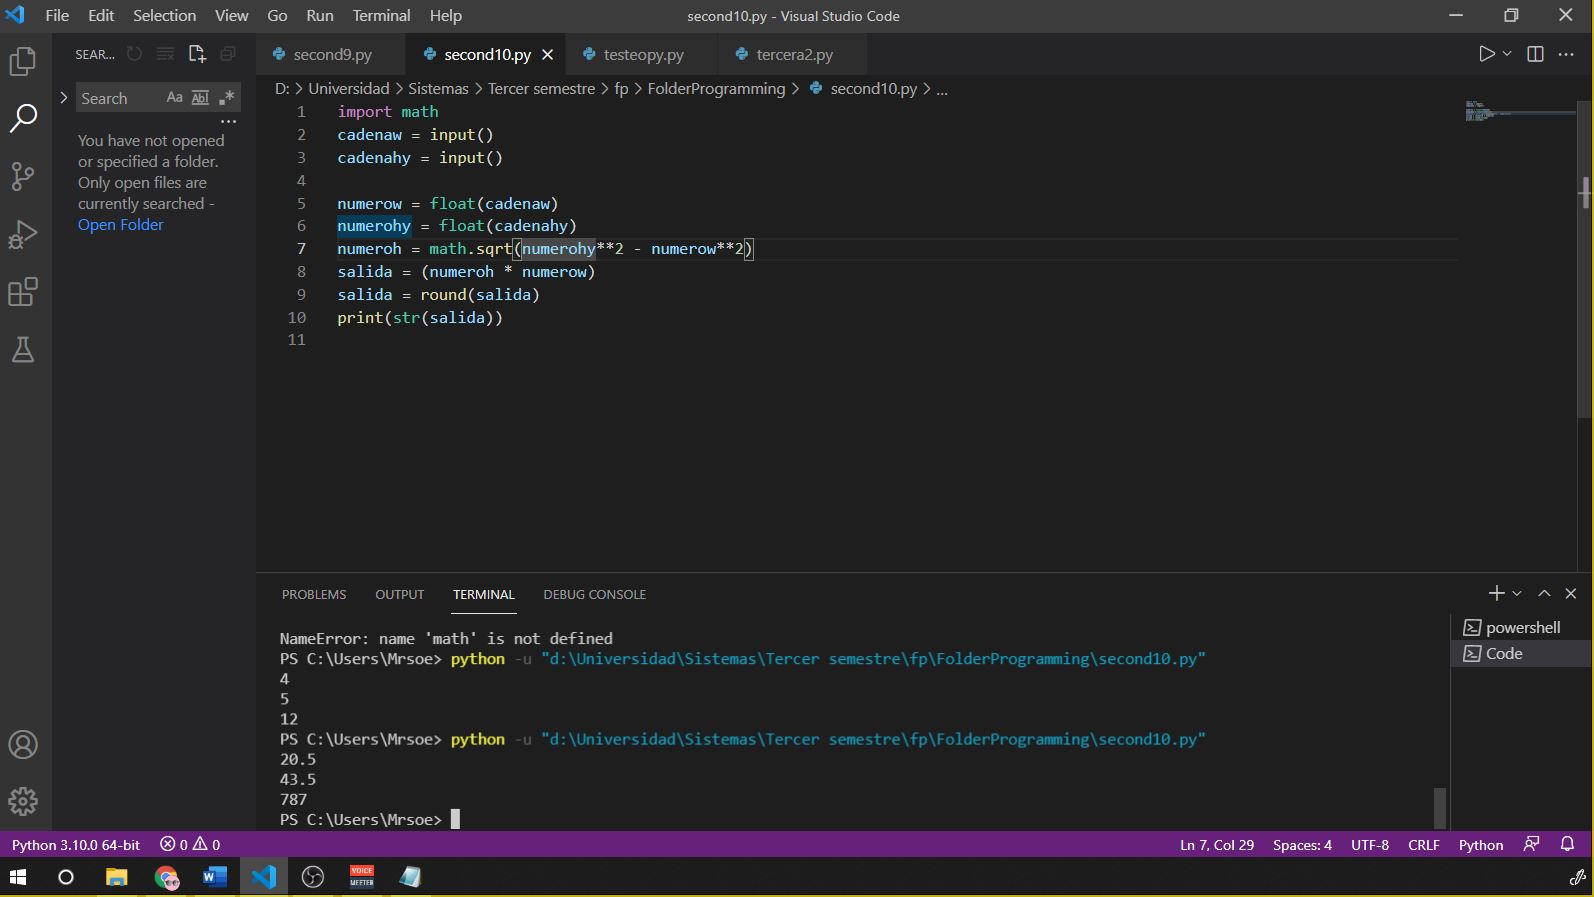 File Edit Selection View Go Run Terminal Help
second10.py - Visual Studio Code
SEAR...
second9.py
second10.py
testeopy.py
tercera2.py
Search
Aa Abl .*
D: > Universidad > Sistemas > Tercer semestre > fp > FolderProgramming > second10.py > ...
You have not opened
or specified a folder.
Only open files are
currently searched -
Open Folder
1 import math
2 cadenaw = input()
3 cadenahy = input()
4
5 numerow = float(cadenaw)
6 numerohy = float(cadenahy)
7 numeroh = math.sqrt(numerohy**2 - numerow**2)
8 salida = (numeroh * numerow)
9 salida = round(salida)
10 print(str(salida))
11
PROBLEMS OUTPUT TERMINAL DEBUG CONSOLE
NameError: name 'math' is not defined
PS C:\Users\Mrsoe> python -u "d:\Universidad\Sistemas\Tercer semestre\fp\FolderProgramming\second10.py"
4
5
12
PS C:\Users\Mrsoe> python -u "d:\Universidad\Sistemas\Tercer semestre\fp\FolderProgramming\second10.py"
20.5
43.5
787
PS C:\Users\Mrsoe>
powershell
Code
Python 3.10.0 64-bit 0 0
Ln 7, Col 29 Spaces: 4 UTF-8 CRLF Python
W
VOICE
MEETER